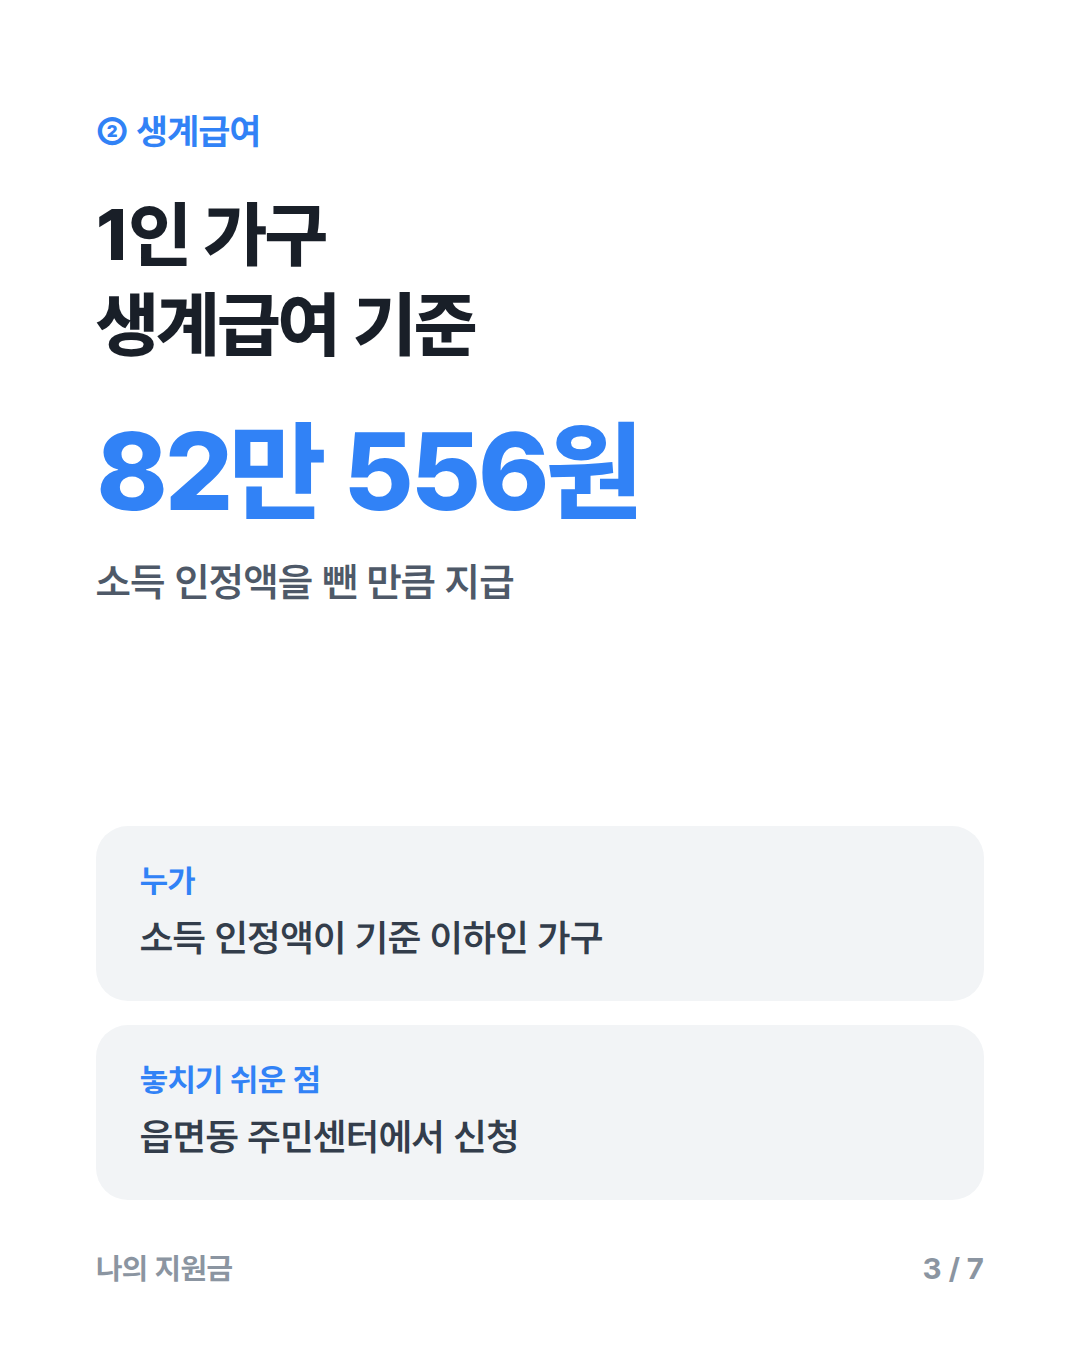 ② 생계급여
1인 가구
생계급여 기준
82만 556원
소득 인정액을 뺀 만큼 지급
누가
소득 인정액이 기준 이하인 가구
놓치기 쉬운 점
읍면동 주민센터에서 신청
나의 지원금
3 / 7